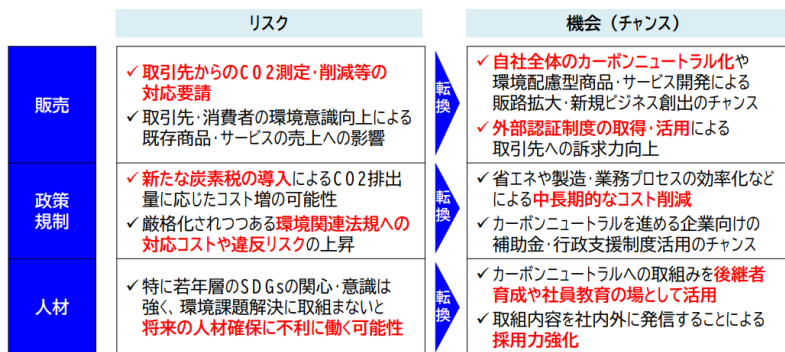 リスク
機会（チャンス）
販売
✓取引先からのCO2測定・削減等の
対応要請
✓取引先・消費者の環境意識向上による
既存商品・サービスの売上への影響
転換
✓自社全体のカーボンニュートラル化や
環境配慮型商品・サービス開発による
販路拡大・新規ビジネス創出のチャンス
✓外部認証制度の取得・活用による
取引先への訴求力向上
政策
規制
✓新たな炭素税の導入によるCO2排出
量に応じたコスト増の可能性
✓厳格化されつつある環境関連法規への
対応コストや違反リスクの上昇
転換
✓省エネや製造・業務プロセスの効率化など
による中長期的なコスト削減
✓カーボンニュートラルを進める企業向けの
補助金・行政支援制度活用のチャンス
人材
✓特に若年層のSDGsの関心・意識は
強く、環境課題解決に取組まないと
将来の人材確保に不利に働く可能性
転換
✓カーボンニュートラルへの取組みを後継者
育成や社員教育の場として活用
✓取組内容を社内外に発信することによる
採用力強化